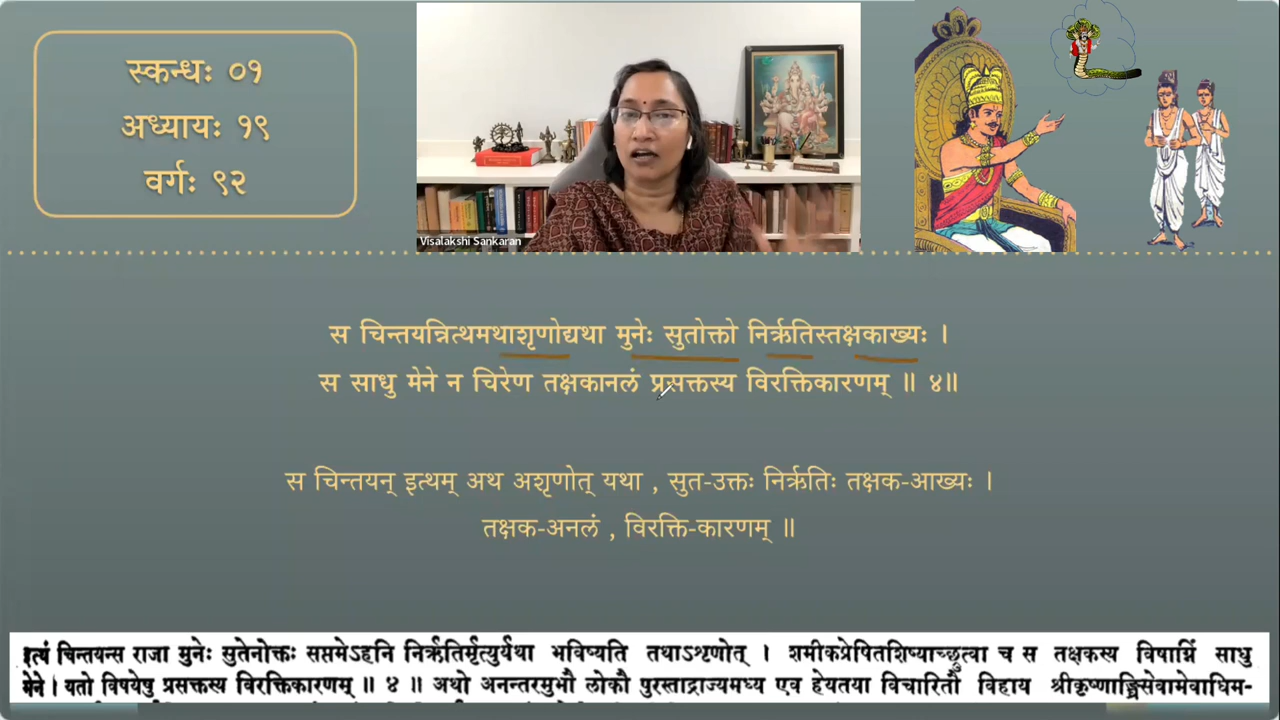 स्कन्धः ०१
अध्यायः १९
वर्गः ९२
Visalakshi Sankaran
स चिन्तयन्नित्थमथाशृणोद्यथा मुनेः सुतोक्तो निर्ऋतिस्तक्षकाख्यः ।
स साधु मेने न चिरेण तक्षकानलं प्रसक्तस्य विरक्तिकारणम् ॥ ४॥
स चिन्तयन् इत्थम् अथ अशृणोत् यथा , सुत-उक्तः निर्ऋतिः तक्षक-आख्यः ।
तक्षक-अनलं , विरक्ति-कारणम् ॥
इत्थं चिन्तयन्स राजा मुनेः सुतेनोक्तः सप्तमेऽहनि निर्ऋतिर्मृत्युर्यथा भविष्यति तथाऽशृणोत् । शमीकप्रेषितशिष्याच्छ्रुत्वा च स तक्षकस्य विषाग्निं साधु
मेने । यतो विषयेषु प्रसक्तस्य विरक्तिकारणम् ॥ ४ ॥ अथो अनन्तरमुभौ लोकौ पुरस्ताद्राज्यमध्य एव हेयतया विचारितौ विहाय श्रीकृष्णाङ्घ्रिसेवामेवाधिम-